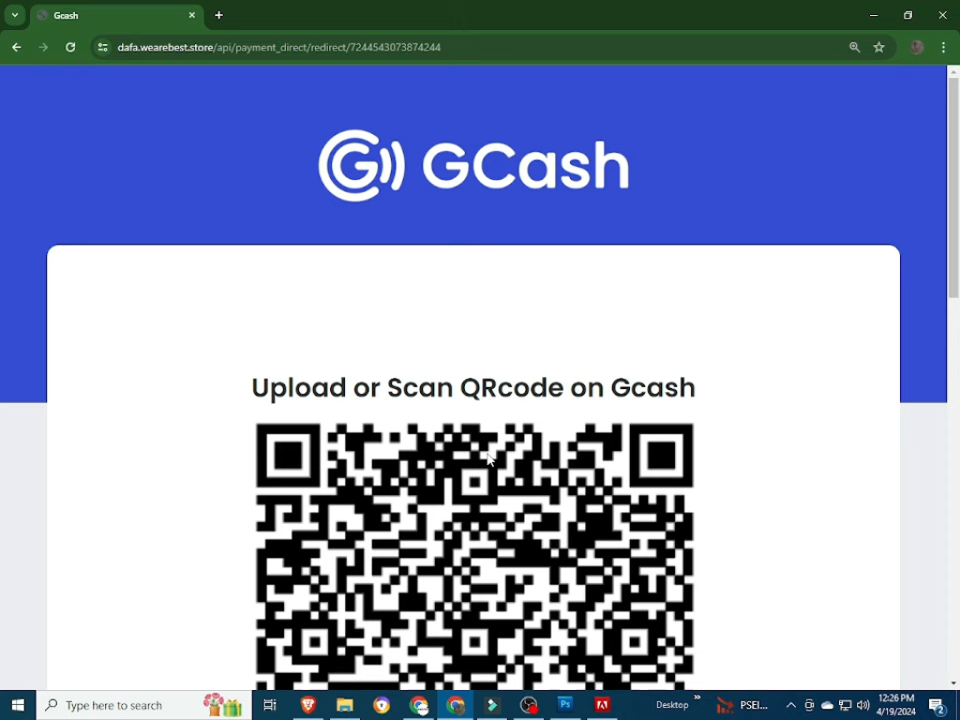 Gcash
dafa.wearebest.store/api/payment_direct/redirect/7244543073874244
GCash
Upload or Scan QRcode on Gcash
Type here to search
Desktop
PSEI...
12:26 PM
4/19/2024
2